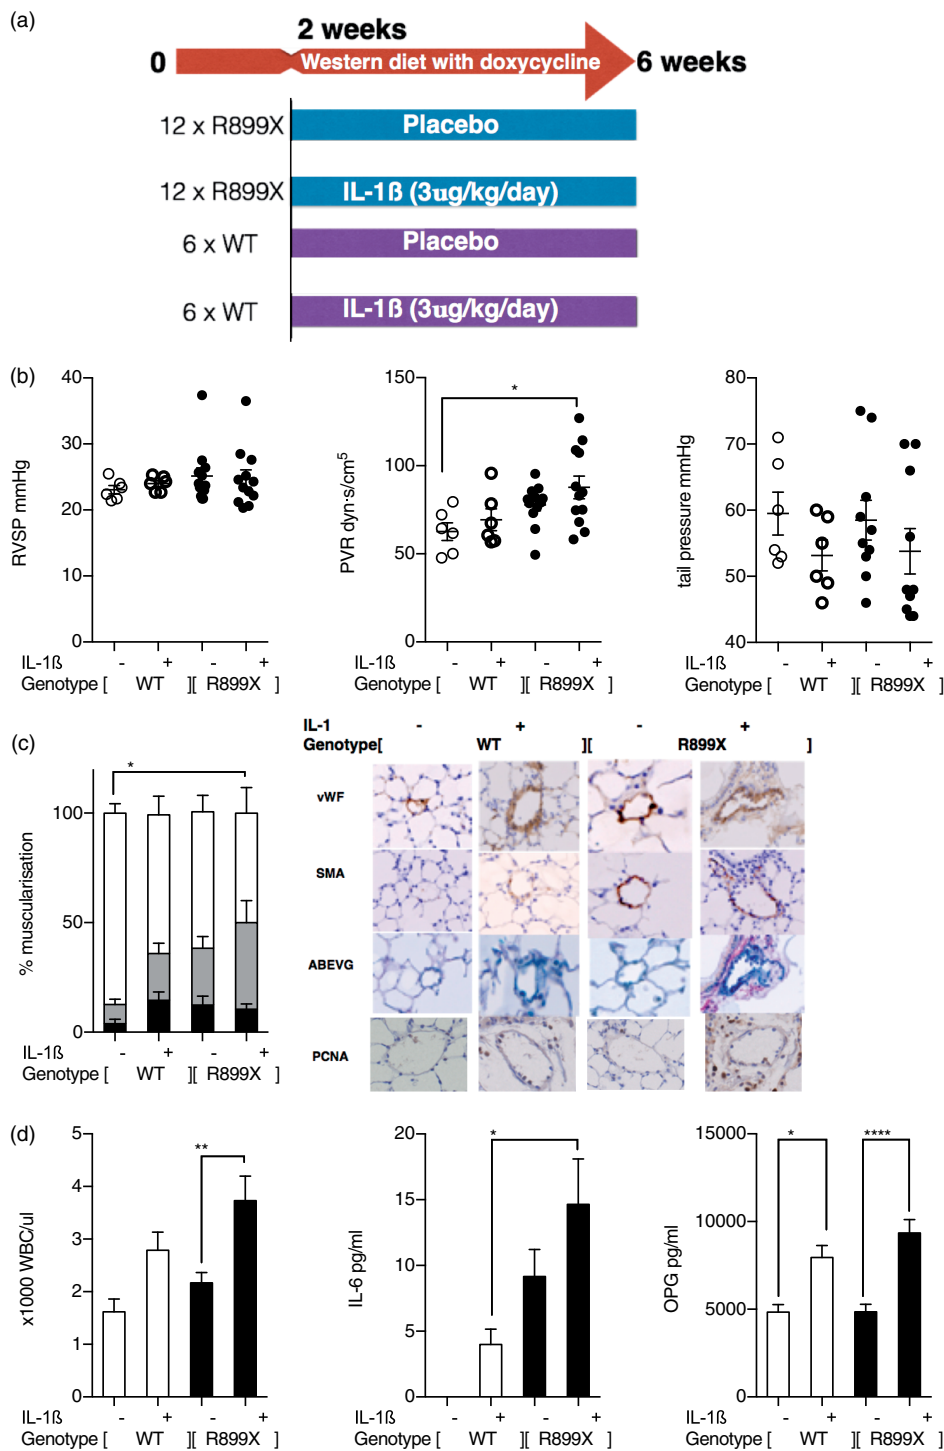 (a)
2 weeks
0 Western diet with doxycycline 6 weeks
12 x R899X Placebo
12 x R899X IL-1ß (3ug/kg/day)
6 x WT Placebo
6 x WT IL-1ß (3ug/kg/day)
(b)
RVSP mmHg
40
30
20
10
0
IL-1ß - + - +
Genotype [ WT ][ R899X ]
PVR dyn·s/cm⁵
150
100
50
0
*
IL-1ß - + - +
Genotype [ WT ][ R899X ]
tail pressure mmHg
80
70
60
50
40
IL-1ß - + - +
Genotype [ WT ][ R899X ]
(c)
% muscularisation
100
50
0
*
IL-1ß - + - +
Genotype [ WT ][ R899X ]
IL-1 - + - +
Genotype[ WT ][ R899X ]
vWF
SMA
ABEVG
PCNA
(d)
x1000 WBC/ul
5
4
3
2
1
0
**
IL-1ß - + - +
Genotype [ WT ][ R899X ]
IL-6 pg/ml
20
15
10
5
0
*
IL-1ß - + - +
Genotype [ WT ][ R899X ]
OPG pg/ml
15000
10000
5000
0
* ****
IL-1ß - + - +
Genotype [ WT ][ R899X ]